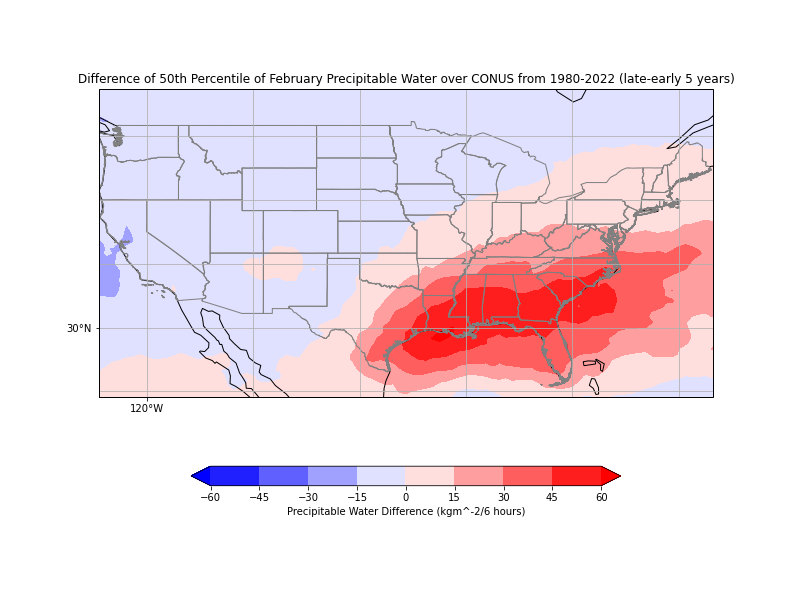 Difference of 50th Percentile of February Precipitable Water over CONUS from 1980-2022 (late-early 5 years)
30°N
120°W
−60 −45 −30 −15 0 15 30 45 60
Precipitable Water Difference (kgm^-2/6 hours)